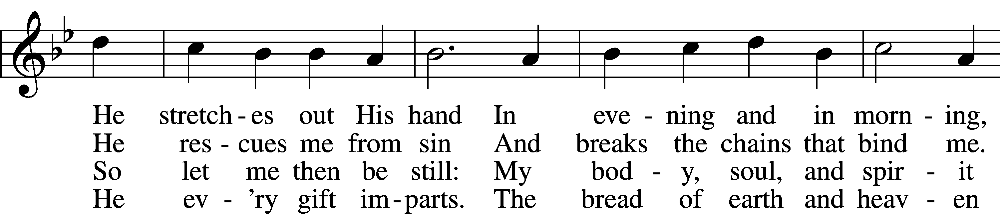 He stretch - es out His hand In eve - ning and in morn - ing,
He res - cues me from sin And breaks the chains that bind me.
So let me then be still: My bod - y, soul, and spir - it
He ev - ’ry gift im - parts. The bread of earth and heav - en